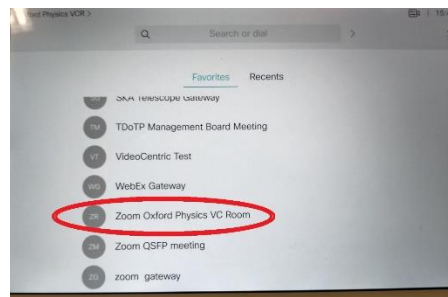 Physics VCR >
Search or dial
Favorites Recents
SKA Telescope Gateway
TM TDoTP Management Board Meeting
VT VideoCentric Test
WG WebEx Gateway
ZR Zoom Oxford Physics VC Room
ZM Zoom QSFP meeting
ZG zoom gateway